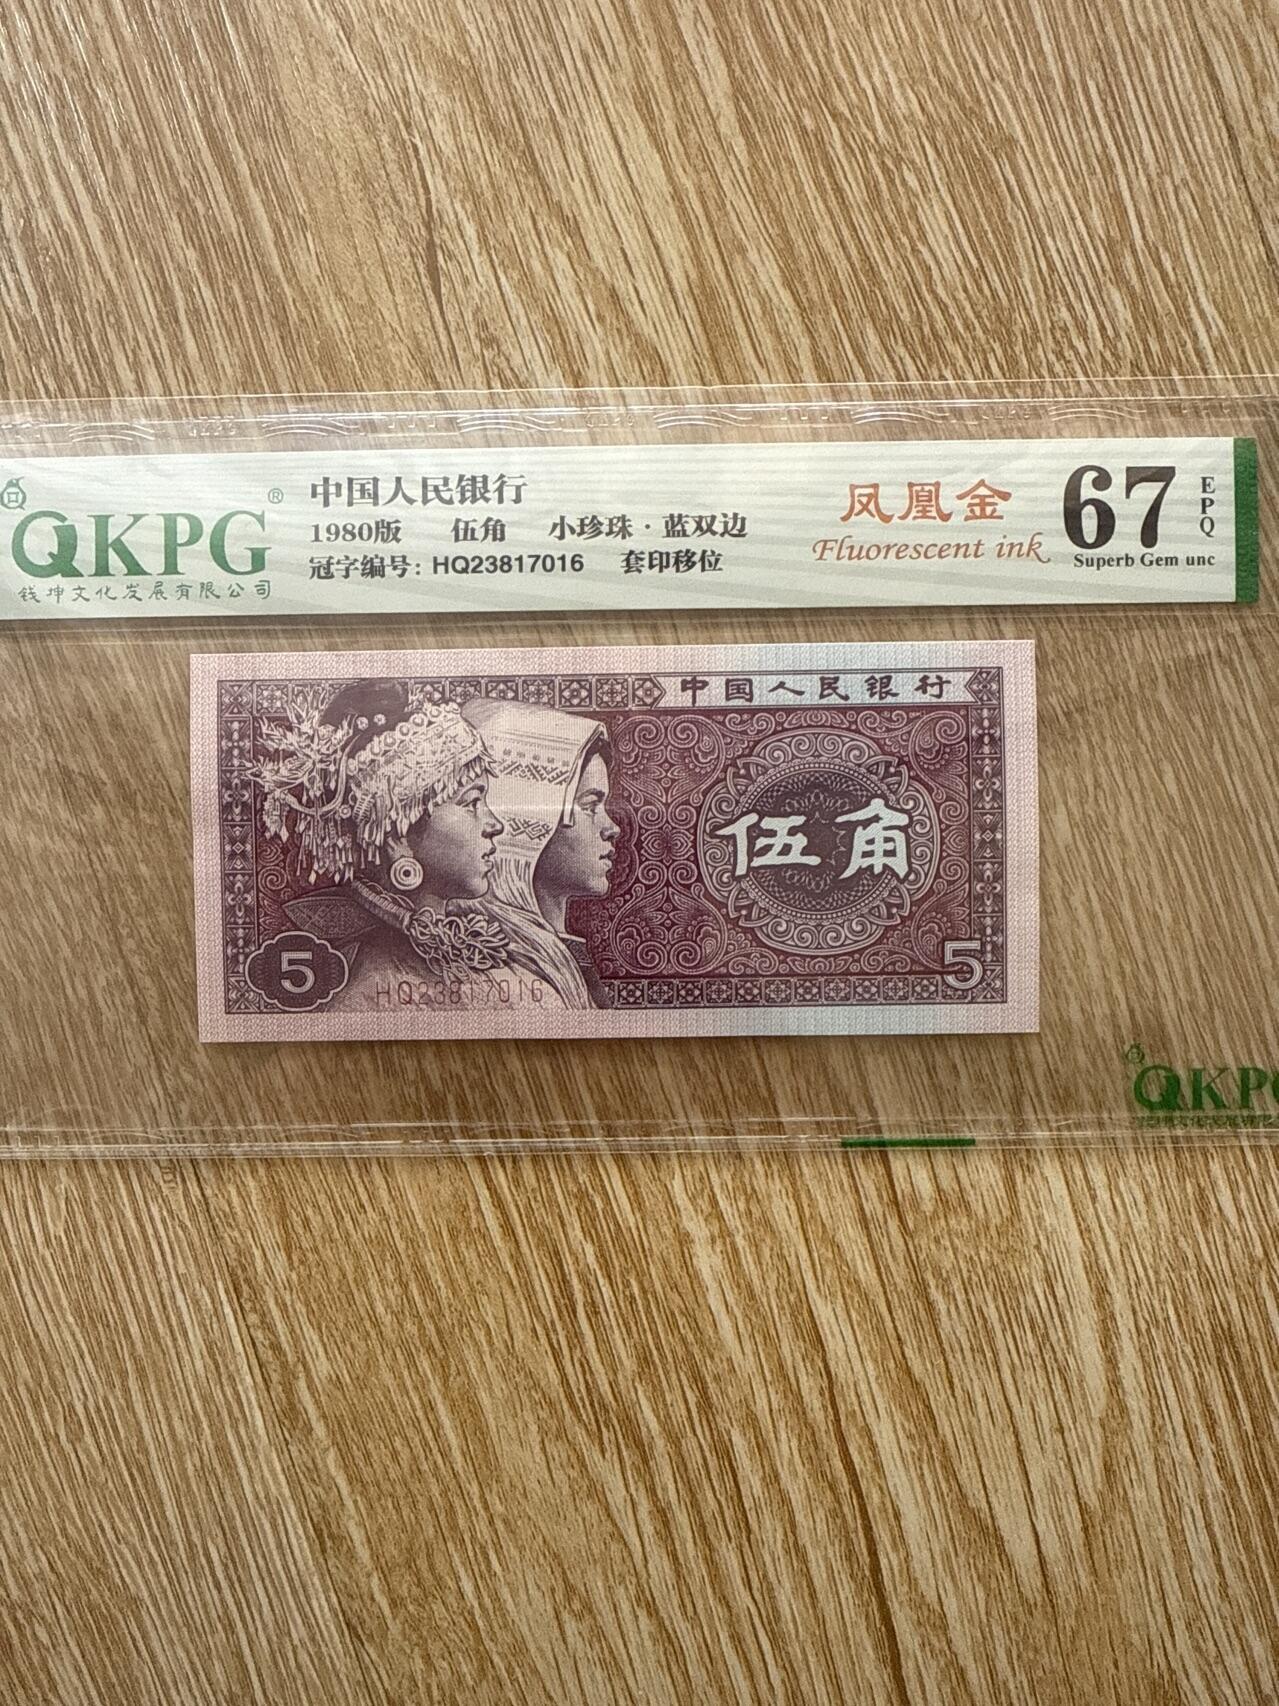 QKPG®
钱坤文化发展有限公司
中国人民银行
1980版 伍角 小珍珠·蓝双边
冠字编号: HQ23817016 套印移位
凤凰金
Fluorescent ink
67
EPQ
Superb Gem unc
中国人民银行
伍角
5
HQ23817016
5
QKP